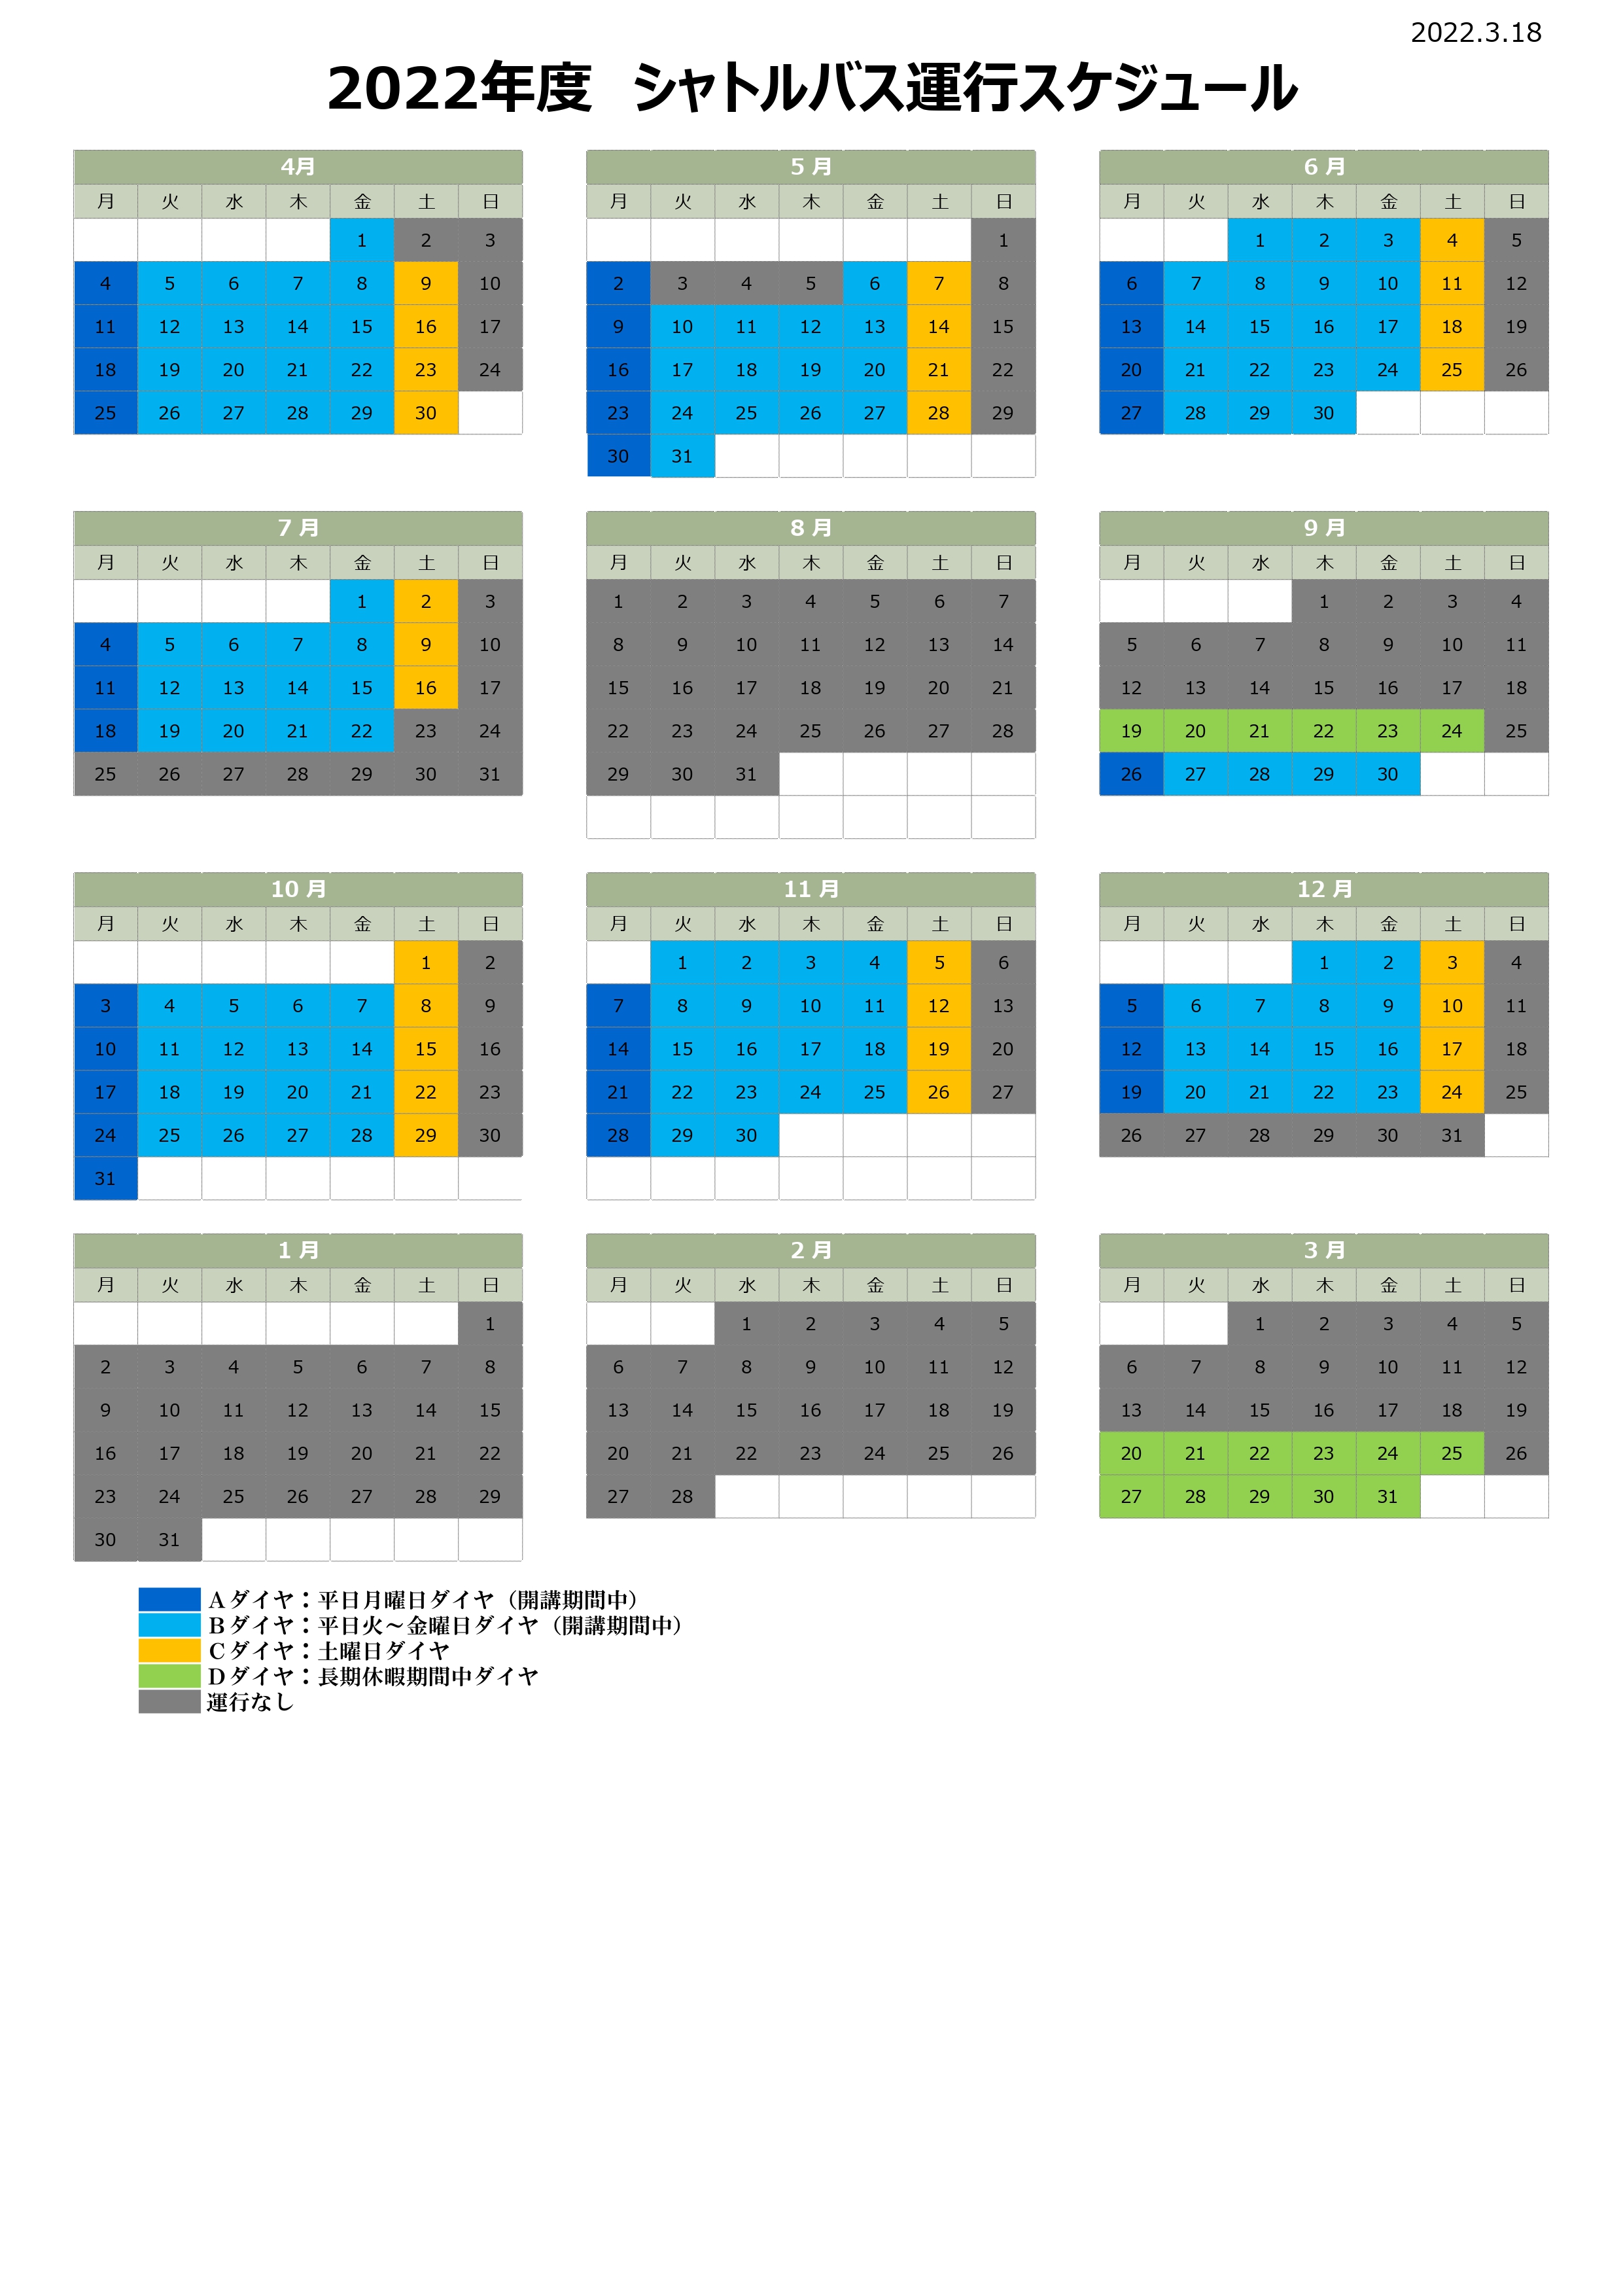 2022.3.18
2022年度　シャトルバス運行スケジュール
4月
月 火 水 木 金 土 日
1 2 3
4 5 6 7 8 9 10
11 12 13 14 15 16 17
18 19 20 21 22 23 24
25 26 27 28 29 30
5 月
月 火 水 木 金 土 日
1
2 3 4 5 6 7 8
9 10 11 12 13 14 15
16 17 18 19 20 21 22
23 24 25 26 27 28 29
30 31
6 月
月 火 水 木 金 土 日
1 2 3 4 5
6 7 8 9 10 11 12
13 14 15 16 17 18 19
20 21 22 23 24 25 26
27 28 29 30
7 月
月 火 水 木 金 土 日
1 2 3
4 5 6 7 8 9 10
11 12 13 14 15 16 17
18 19 20 21 22 23 24
25 26 27 28 29 30 31
8 月
月 火 水 木 金 土 日
1 2 3 4 5 6 7
8 9 10 11 12 13 14
15 16 17 18 19 20 21
22 23 24 25 26 27 28
29 30 31
9 月
月 火 水 木 金 土 日
1 2 3 4
5 6 7 8 9 10 11
12 13 14 15 16 17 18
19 20 21 22 23 24 25
26 27 28 29 30
10 月
月 火 水 木 金 土 日
1 2
3 4 5 6 7 8 9
10 11 12 13 14 15 16
17 18 19 20 21 22 23
24 25 26 27 28 29 30
31
11 月
月 火 水 木 金 土 日
1 2 3 4 5 6
7 8 9 10 11 12 13
14 15 16 17 18 19 20
21 22 23 24 25 26 27
28 29 30
12 月
月 火 水 木 金 土 日
1 2 3 4
5 6 7 8 9 10 11
12 13 14 15 16 17 18
19 20 21 22 23 24 25
26 27 28 29 30 31
1 月
月 火 水 木 金 土 日
1
2 3 4 5 6 7 8
9 10 11 12 13 14 15
16 17 18 19 20 21 22
23 24 25 26 27 28 29
30 31
2 月
月 火 水 木 金 土 日
1 2 3 4 5
6 7 8 9 10 11 12
13 14 15 16 17 18 19
20 21 22 23 24 25 26
27 28
3 月
月 火 水 木 金 土 日
1 2 3 4 5
6 7 8 9 10 11 12
13 14 15 16 17 18 19
20 21 22 23 24 25 26
27 28 29 30 31
Ａダイヤ：平日月曜日ダイヤ（開講期間中）
Ｂダイヤ：平日火～金曜日ダイヤ（開講期間中）
Ｃダイヤ：土曜日ダイヤ
Ｄダイヤ：長期休暇期間中ダイヤ
運行なし